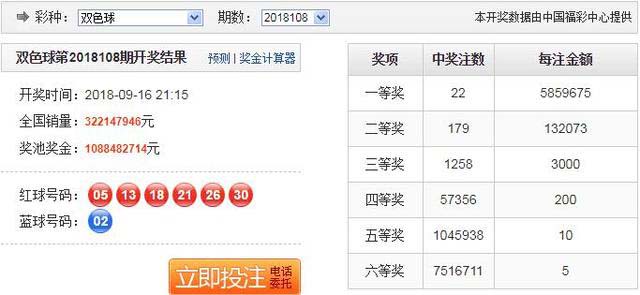 彩种： 双色球 期数： 2018108 本开奖数据由中国福彩中心提供
双色球第2018108期开奖结果 预测 | 奖金计算器
开奖时间：2018-09-16 21:15
全国销量：322147946元
奖池奖金：1088482714元
红球号码：05 13 18 21 26 30
蓝球号码：02
立即投注 电话委托
奖项 中奖注数 每注金额
一等奖 22 5859675
二等奖 179 132073
三等奖 1258 3000
四等奖 57356 200
五等奖 1045938 10
六等奖 7516711 5